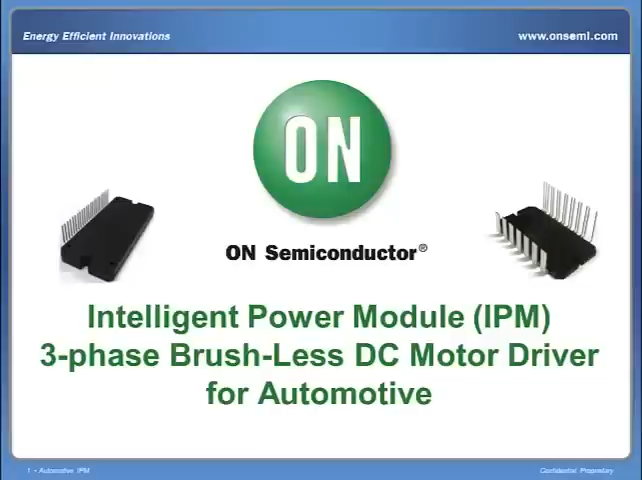 Energy Efficient Innovations
www.onsemi.com
ON
ON Semiconductor®
Intelligent Power Module (IPM)
3-phase Brush-Less DC Motor Driver
for Automotive
1 • Automotive IPM
Confidential Proprietary